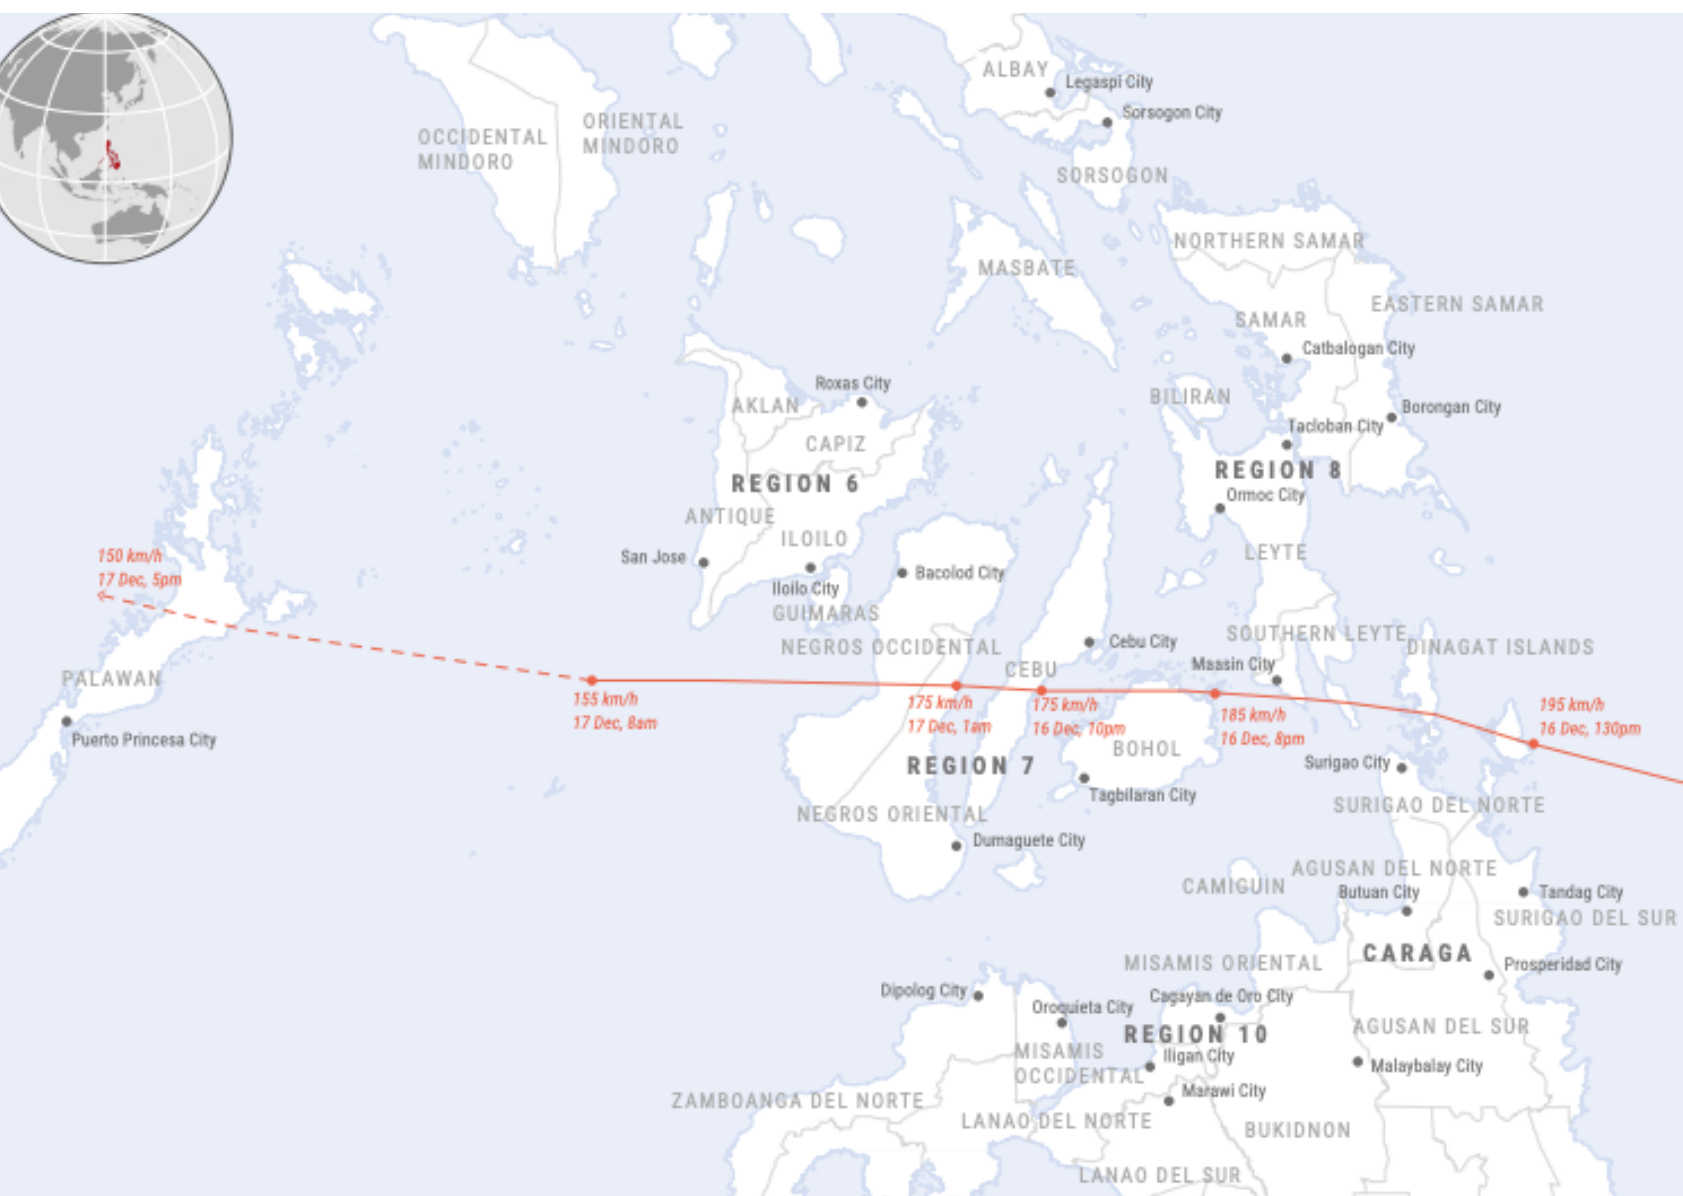 ALBAY
Legaspi City
Sorsogon City
OCCIDENTAL
MINDORO
ORIENTAL
MINDORO
SORSOGON
NORTHERN SAMAR
MASBATE
EASTERN SAMAR
SAMAR
Catbalogan City
Roxas City
AKLAN
BILIRAN
Borongan City
Tacloban City
CAPIZ
REGION 6
REGION 8
Ormoc City
ANTIQUE
ILOILO
LEYTE
150 km/h
17 Dec, 5pm
San Jose
Bacolod City
Iloilo City
GUIMARAS
NEGROS OCCIDENTAL
Cebu City
SOUTHERN LEYTE
DINAGAT ISLANDS
CEBU
Maasin City
PALAWAN
155 km/h
17 Dec, 8am
175 km/h
17 Dec, 1am
175 km/h
16 Dec, 10pm
185 km/h
16 Dec, 8pm
195 km/h
16 Dec, 130pm
Puerto Princesa City
BOHOL
REGION 7
Surigao City
Tagbilaran City
SURIGAO DEL NORTE
NEGROS ORIENTAL
Dumaguete City
AGUSAN DEL NORTE
CAMIGUIN
Butuan City
Tandag City
SURIGAO DEL SUR
CARAGA
MISAMIS ORIENTAL
Prosperidad City
Dipolog City
Oroquieta City
Cagayan de Oro City
REGION 10
AGUSAN DEL SUR
MISAMIS
OCCIDENTAL
Iligan City
Malaybalay City
Marawi City
ZAMBOANGA DEL NORTE
LANAO DEL NORTE
BUKIDNON
LANAO DEL SUR